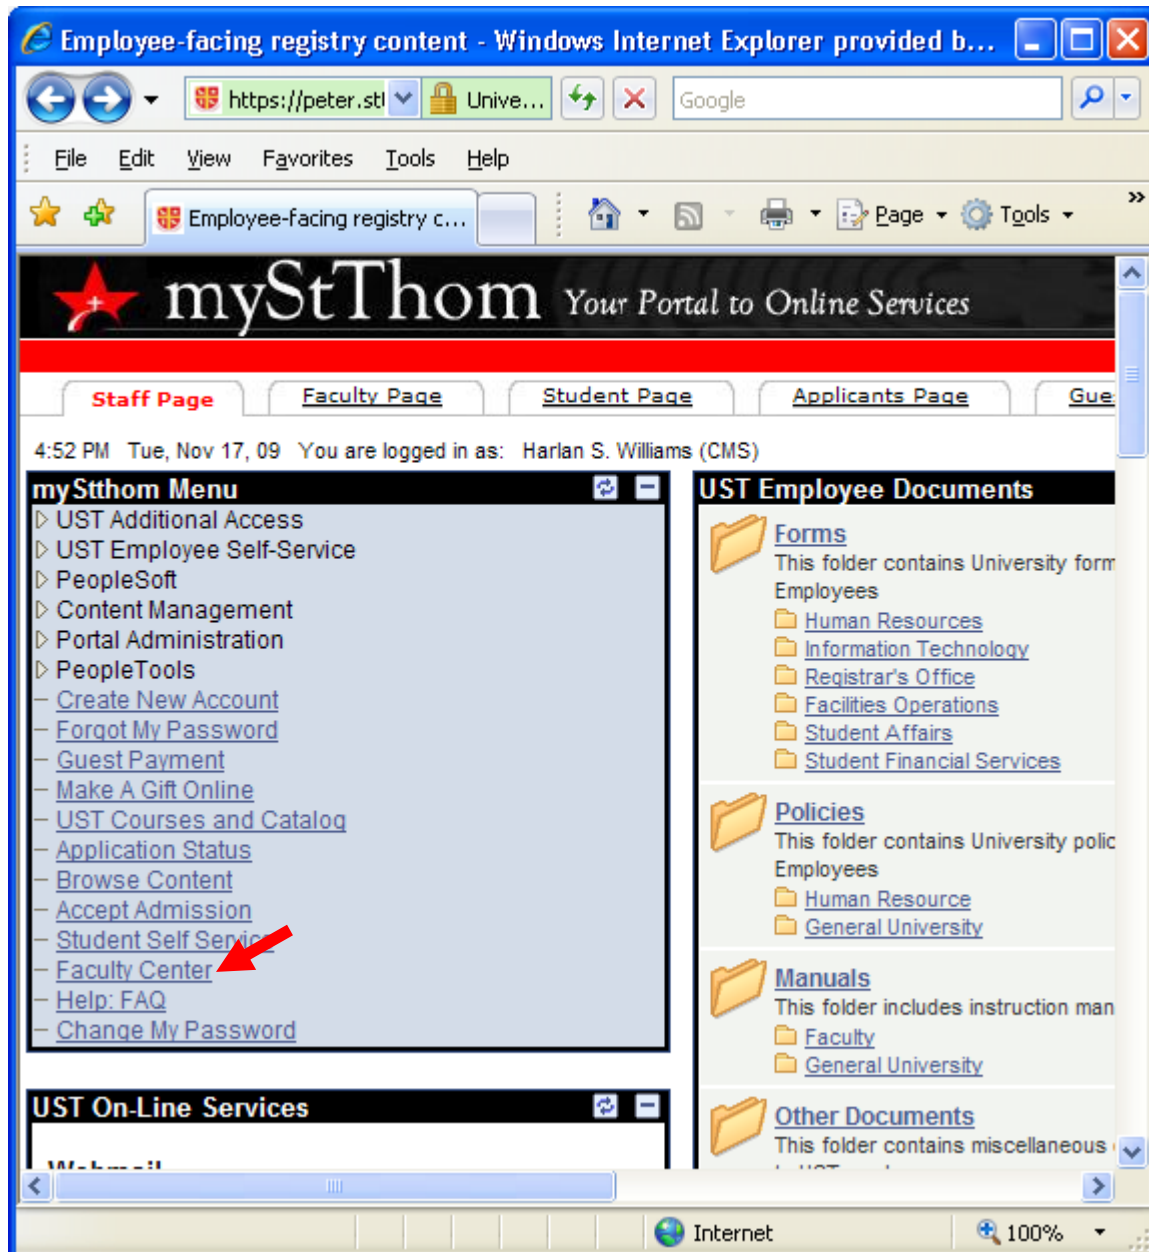 Employee-facing registry content - Windows Internet Explorer provided b...
https://peter.st
Unive...
Google
File Edit View Favorites Tools Help
Employee-facing registry c...
Page Tools
»
myStThom Your Portal to Online Services
Staff Page Faculty Page Student Page Applicants Page Gue
4:52 PM Tue, Nov 17, 09 You are logged in as: Harlan S. Williams (CMS)
myStthom Menu
UST Additional Access
UST Employee Self-Service
PeopleSoft
Content Management
Portal Administration
PeopleTools
Create New Account
Forgot My Password
Guest Payment
Make A Gift Online
UST Courses and Catalog
Application Status
Browse Content
Accept Admission
Student Self Service
Faculty Center
Help: FAQ
Change My Password
UST On-Line Services
Webmail
UST Employee Documents
Forms
This folder contains University form
Employees
Human Resources
Information Technology
Registrar's Office
Facilities Operations
Student Affairs
Student Financial Services
Policies
This folder contains University polic
Employees
Human Resource
General University
Manuals
This folder includes instruction man
Faculty
General University
Other Documents
This folder contains miscellaneous
Internet 100%